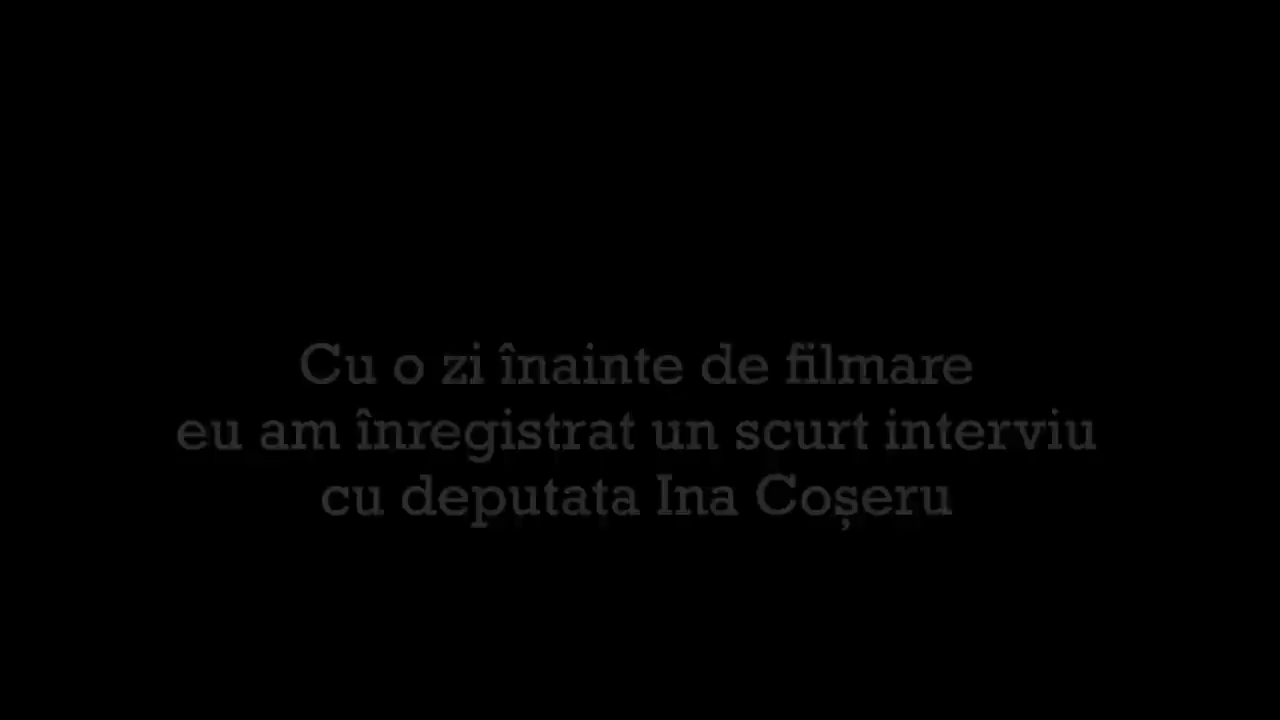 Cu o zi înainte de filmare
eu am înregistrat un scurt interviu
cu deputata Ina Coșeru